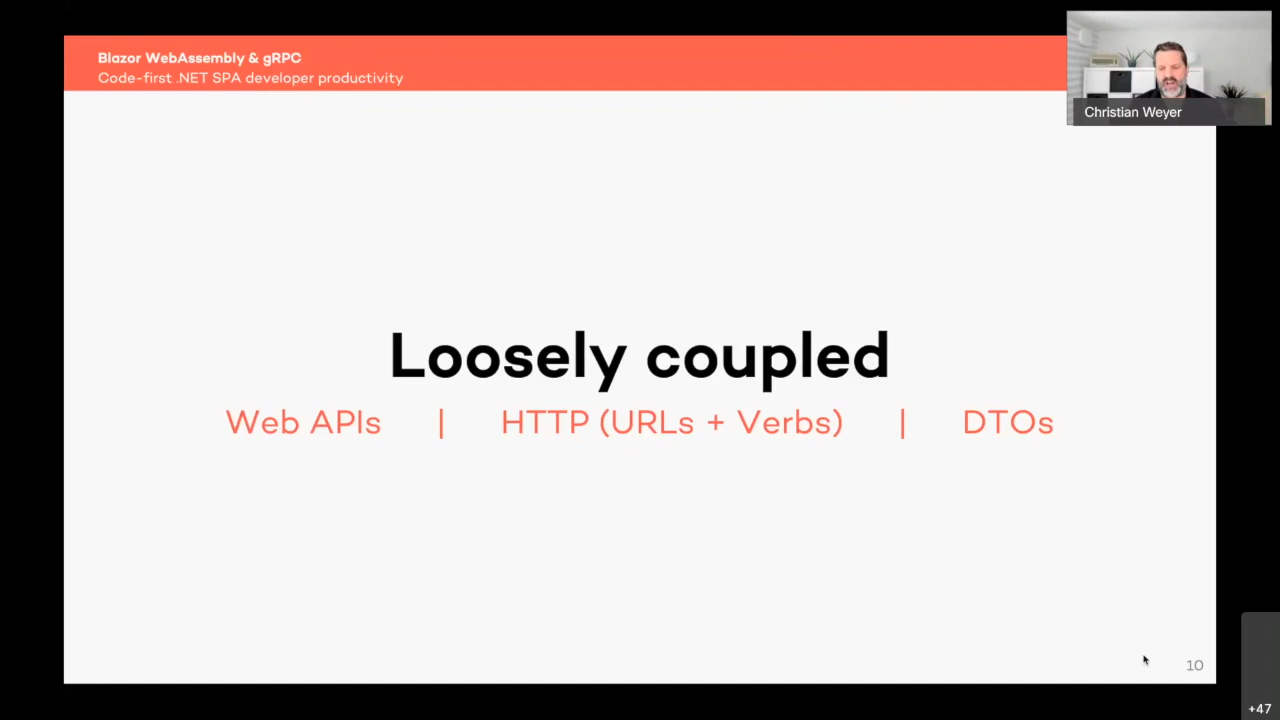 Blazor WebAssembly & gRPC
Code-first .NET SPA developer productivity
Christian Weyer
Loosely coupled
Web APIs | HTTP (URLs + Verbs) | DTOs
10
+47